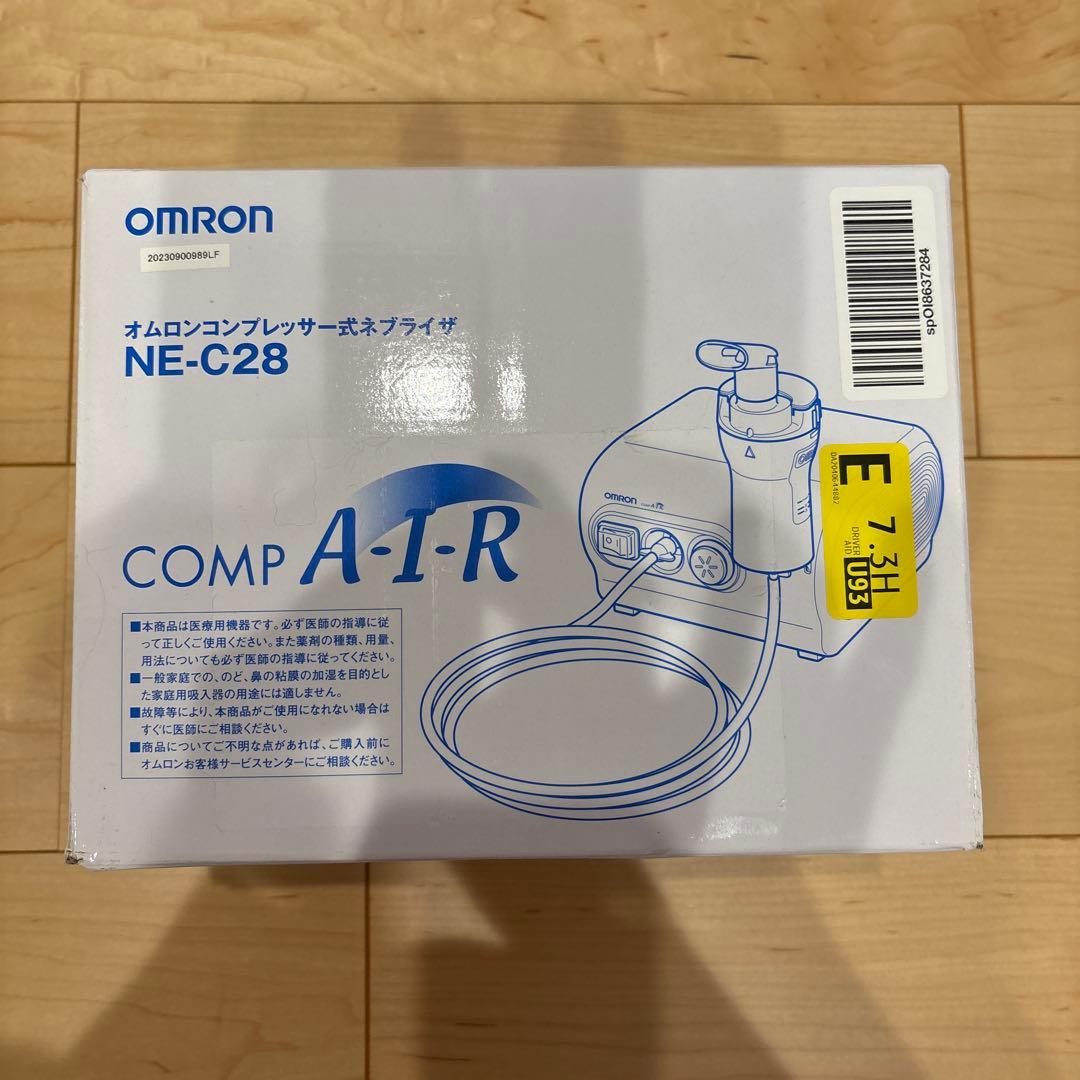 OMRON
20230900989LF
オムロンコンプレッサー式ネブライザ
NE-C28
COMP A-I-R
■本商品は医療用機器です。必ず医師の指導に従
って正しくご使用ください。また薬剤の種類、用量、
用法についても必ず医師の指導に従ってください。
■一般家庭での、のど、鼻の粘膜の加湿を目的とし
た家庭用吸入器の用途には適しません。
■故障等により、本商品がご使用になれない場合は
すぐに医師にご相談ください。
■商品についてご不明な点があれば、ご購入前に
オムロンお客様サービスセンターにご相談ください。
OMRON COMP A-I-R
spOI8637284
E 7.3H
DRIVER
AID
U93